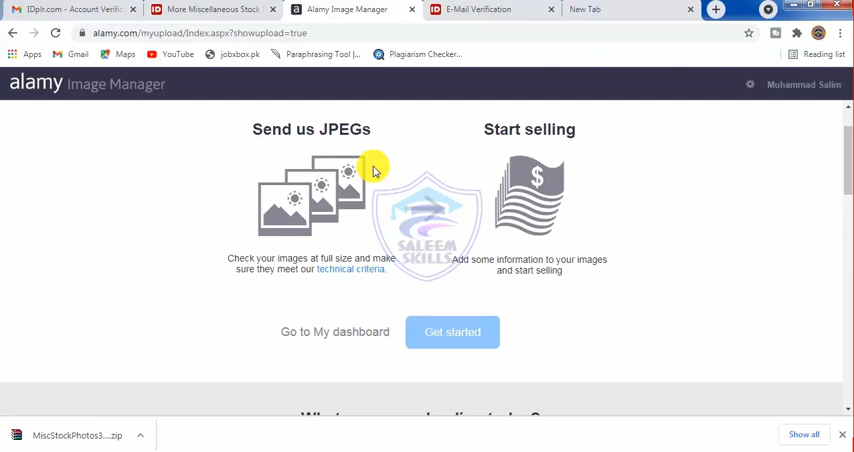 IDplr.com - Account Verific
More Miscellaneous Stock
Alamy Image Manager
E-Mail Verification
New Tab
alamy.com/myupload/Index.aspx?showupload=true
Apps
Gmail
Maps
YouTube
jobxbox.pk
Paraphrasing Tool |...
Plagiarism Checker...
Reading list
alamy Image Manager
Muhammad Salim
Send us JPEGs
Start selling
$
SALEEM
SKILLS
Check your images at full size and make
sure they meet our technical criteria.
Add some information to your images
and start selling
Go to My dashboard
Get started
MiscStockPhotos3....zip
Show all